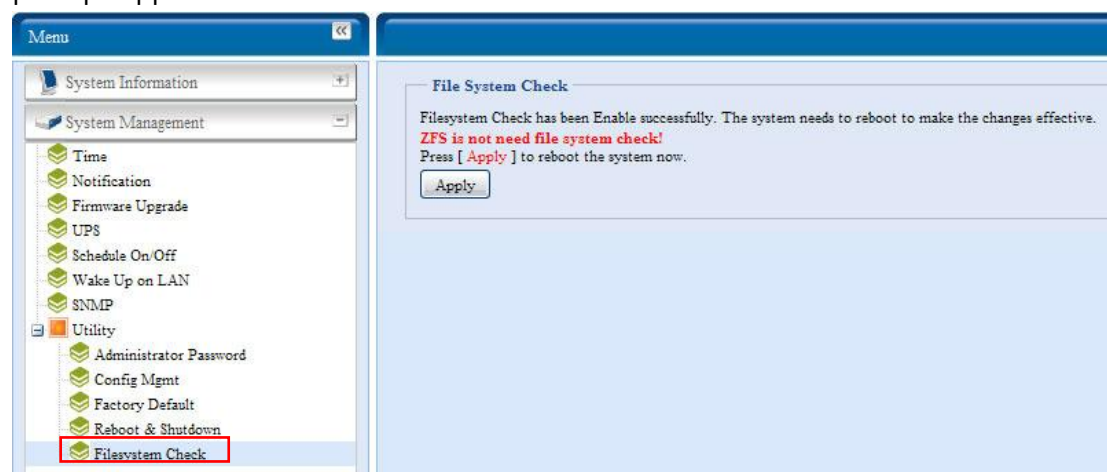 Menu
System Information
System Management
Time
Notification
Firmware Upgrade
UPS
Schedule On/Off
Wake Up on LAN
SNMP
Utility
Administrator Password
Config Mgmt
Factory Default
Reboot & Shutdown
Filesystem Check
File System Check
Filesystem Check has been Enable successfully. The system needs to reboot to make the changes effective.
ZFS is not need file system check!
Press [ Apply ] to reboot the system now.
Apply